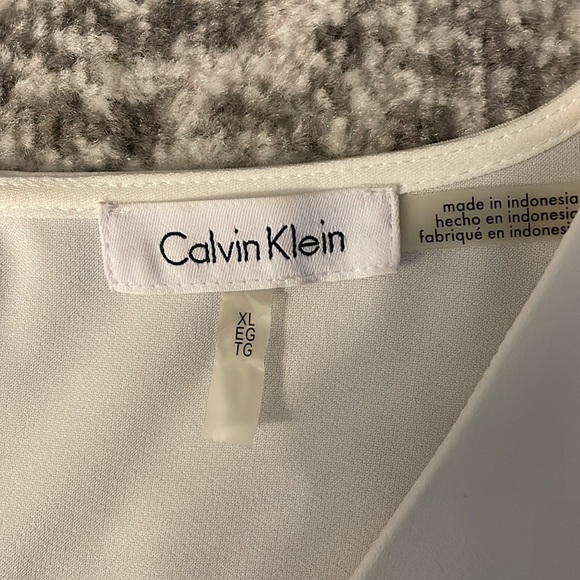 Calvin Klein
made in indonesia
hecho en indonesia
fabriqué en indonesia
XL
EG
TG